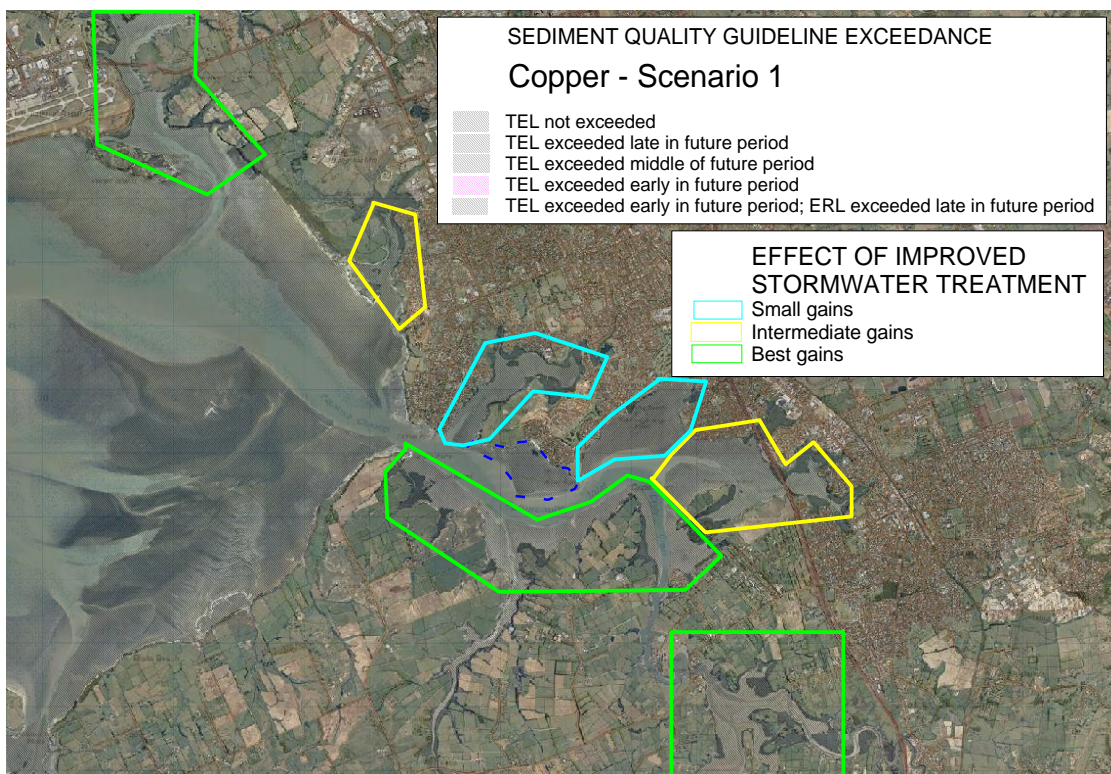 SEDIMENT QUALITY GUIDELINE EXCEEDANCE
Copper - Scenario 1
TEL not exceeded
TEL exceeded late in future period
TEL exceeded middle of future period
TEL exceeded early in future period
TEL exceeded early in future period; ERL exceeded late in future period
EFFECT OF IMPROVED
STORMWATER TREATMENT
Small gains
Intermediate gains
Best gains